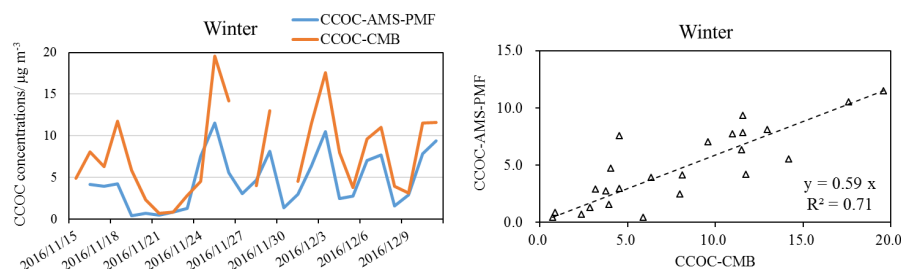 Winter
CCOC-AMS-PMF
CCOC-CMB
CCOC concentrations/ μg m⁻³
25
20
15
10
5
0
2016/11/15
2016/11/18
2016/11/21
2016/11/24
2016/11/27
2016/11/30
2016/12/3
2016/12/6
2016/12/9
Winter
CCOC-AMS-PMF
15.0
10.0
5.0
0.0
y = 0.59 x
R² = 0.71
0.0 5.0 10.0 15.0 20.0
CCOC-CMB